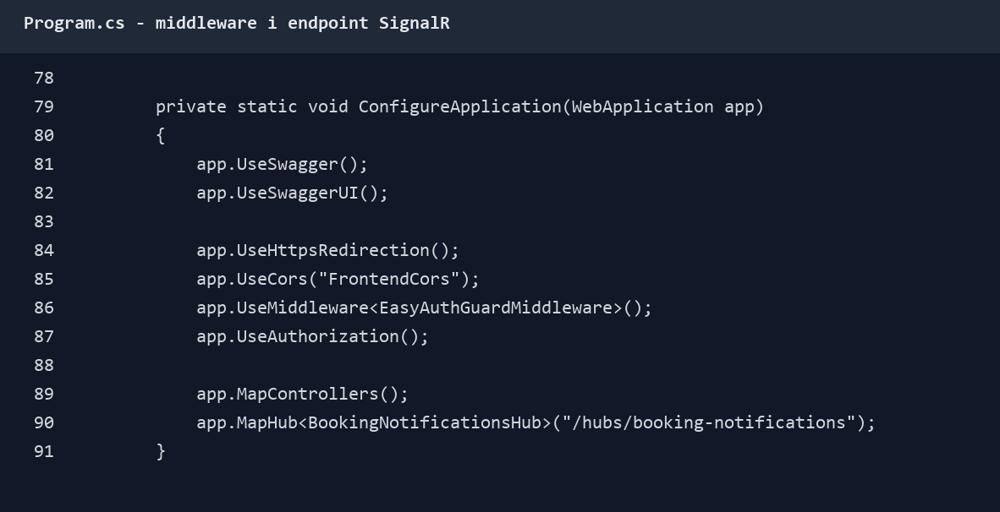 Program.cs - middleware i endpoint SignalR
78
79 private static void ConfigureApplication(WebApplication app)
80 {
81 app.UseSwagger();
82 app.UseSwaggerUI();
83
84 app.UseHttpsRedirection();
85 app.UseCors("FrontendCors");
86 app.UseMiddleware<EasyAuthGuardMiddleware>();
87 app.UseAuthorization();
88
89 app.MapControllers();
90 app.MapHub<BookingNotificationsHub>("/hubs/booking-notifications");
91 }